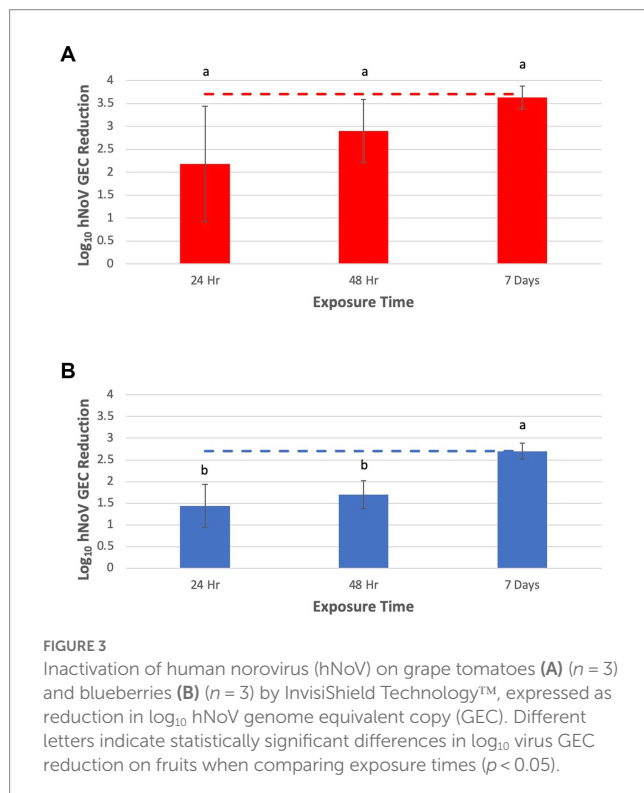 A
a a a
4
3.5
3
2.5
2
1.5
1
0.5
0
Log₁₀ hNoV GEC Reduction
24 Hr 48 Hr 7 Days
Exposure Time
B
4
3.5
3
2.5
2
1.5
1
0.5
0
Log₁₀ hNoV GEC Reduction
b b a
24 Hr 48 Hr 7 Days
Exposure Time
FIGURE 3
Inactivation of human norovirus (hNoV) on grape tomatoes (A) (n = 3)
and blueberries (B) (n = 3) by InvisiShield Technology™, expressed as
reduction in log₁₀ hNoV genome equivalent copy (GEC). Different
letters indicate statistically significant differences in log₁₀ virus GEC
reduction on fruits when comparing exposure times (p < 0.05).